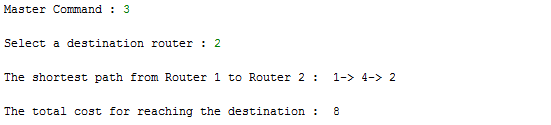 Master Command : 3
Select a destination router : 2
The shortest path from Router 1 to Router 2 :  1-> 4-> 2
The total cost for reaching the destination :  8